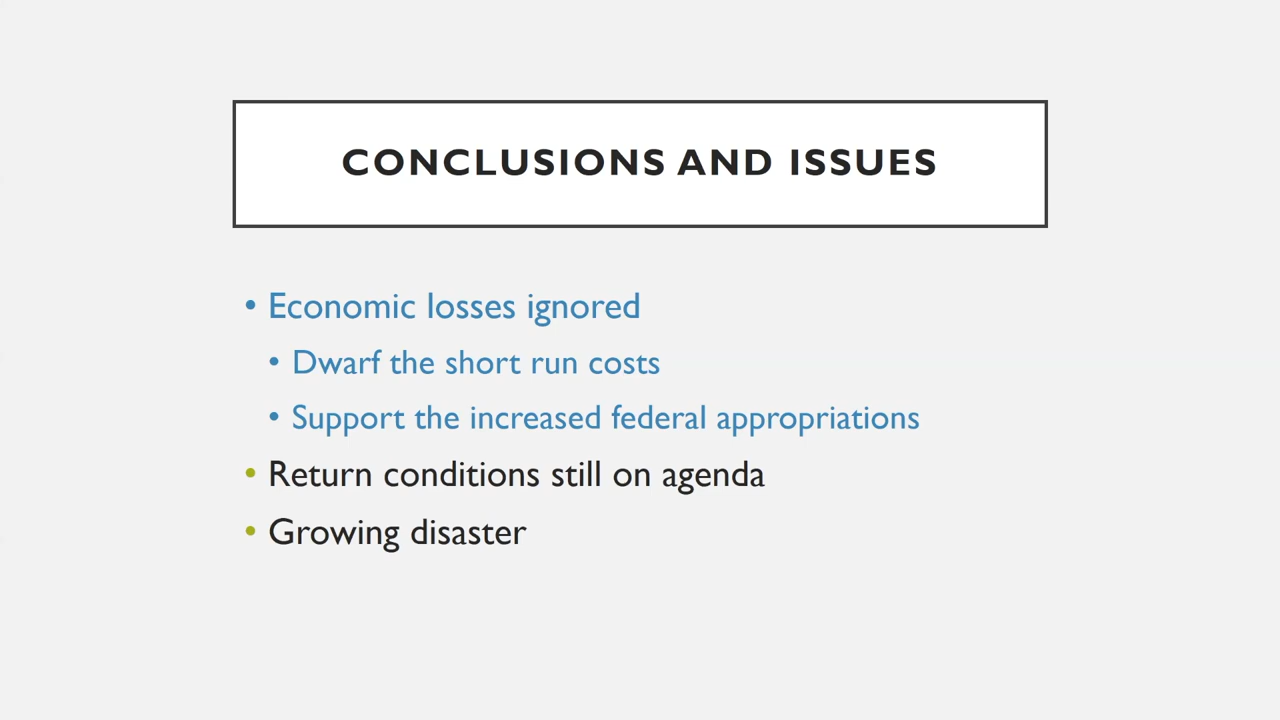 CONCLUSIONS AND ISSUES
• Economic losses ignored
• Dwarf the short run costs
• Support the increased federal appropriations
• Return conditions still on agenda
• Growing disaster